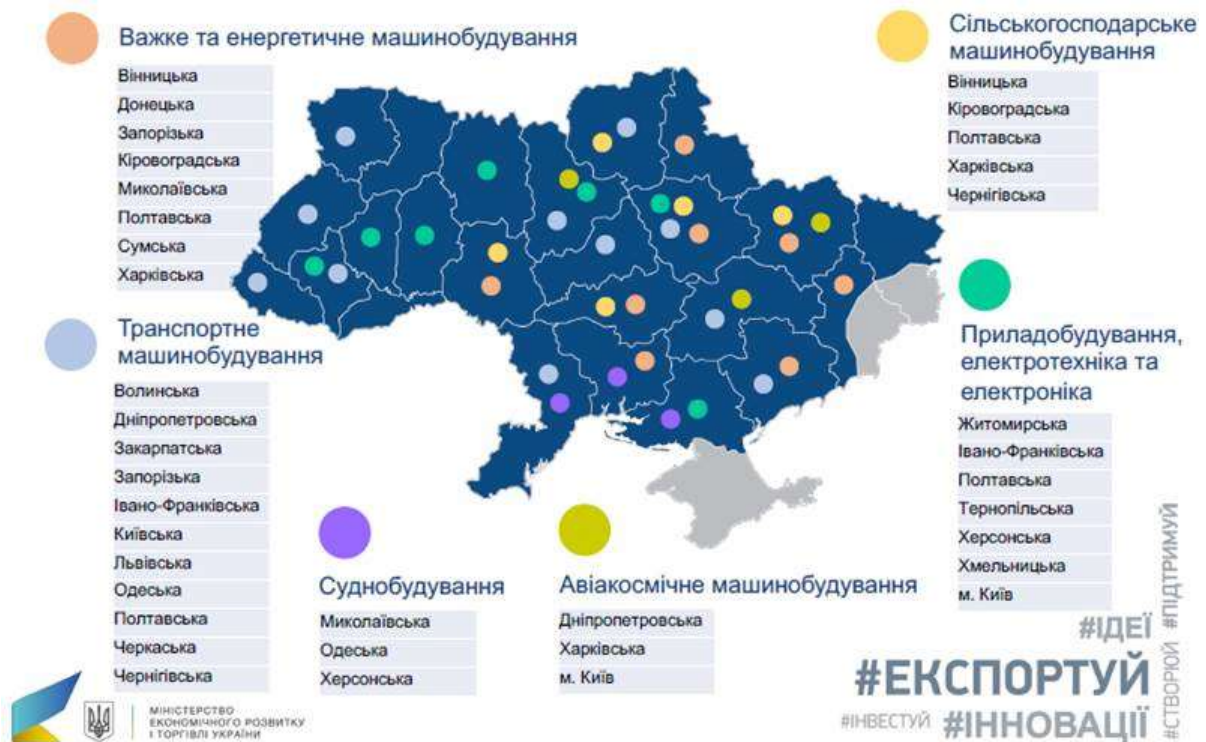 Важке та енергетичне машинобудування
Вінницька
Донецька
Запорізька
Кіровоградська
Миколаївська
Полтавська
Сумська
Харківська
Транспортне
машинобудування
Волинська
Дніпропетровська
Закарпатська
Запорізька
Івано-Франківська
Київська
Львівська
Одеська
Полтавська
Черкаська
Чернігівська
Суднобудування
Миколаївська
Одеська
Херсонська
Авіакосмічне машинобудування
Дніпропетровська
Харківська
м. Київ
Сільськогосподарське
машинобудування
Вінницька
Кіровоградська
Полтавська
Харківська
Чернігівська
Приладобудування,
електротехніка та
електроніка
Житомирська
Івано-Франківська
Полтавська
Тернопільська
Херсонська
Хмельницька
м. Київ
#ІДЕЇ
#ЕКСПОРТУЙ
#ІНВЕСТУЙ #ІННОВАЦІЇ
#СТВОРЮЙ #ПІДТРИМУЙ
МІНІСТЕРСТВО
ЕКОНОМІЧНОГО РОЗВИТКУ
І ТОРГІВЛІ УКРАЇНИ